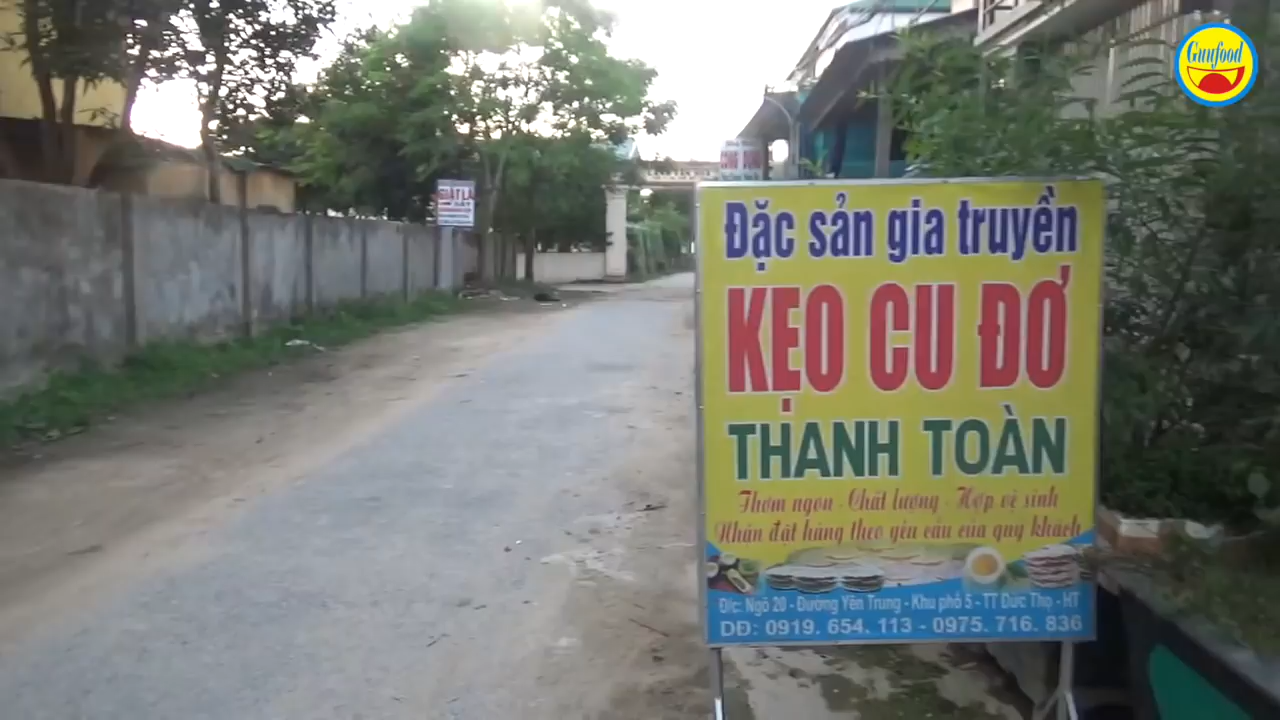 Gunfood
GIẶT LÀ
Đặc sản gia truyền
KẸO CU ĐƠ
THANH TOÀN
Thơm ngon - Chất lượng - Hợp vệ sinh
Nhận đặt hàng theo yêu cầu của quý khách
Đ/c: Ngõ 20 - Đường Yên Trung - Khu phố 5 - TT Đức Thọ - HT
DĐ: 0919. 654. 113 - 0975. 716. 836